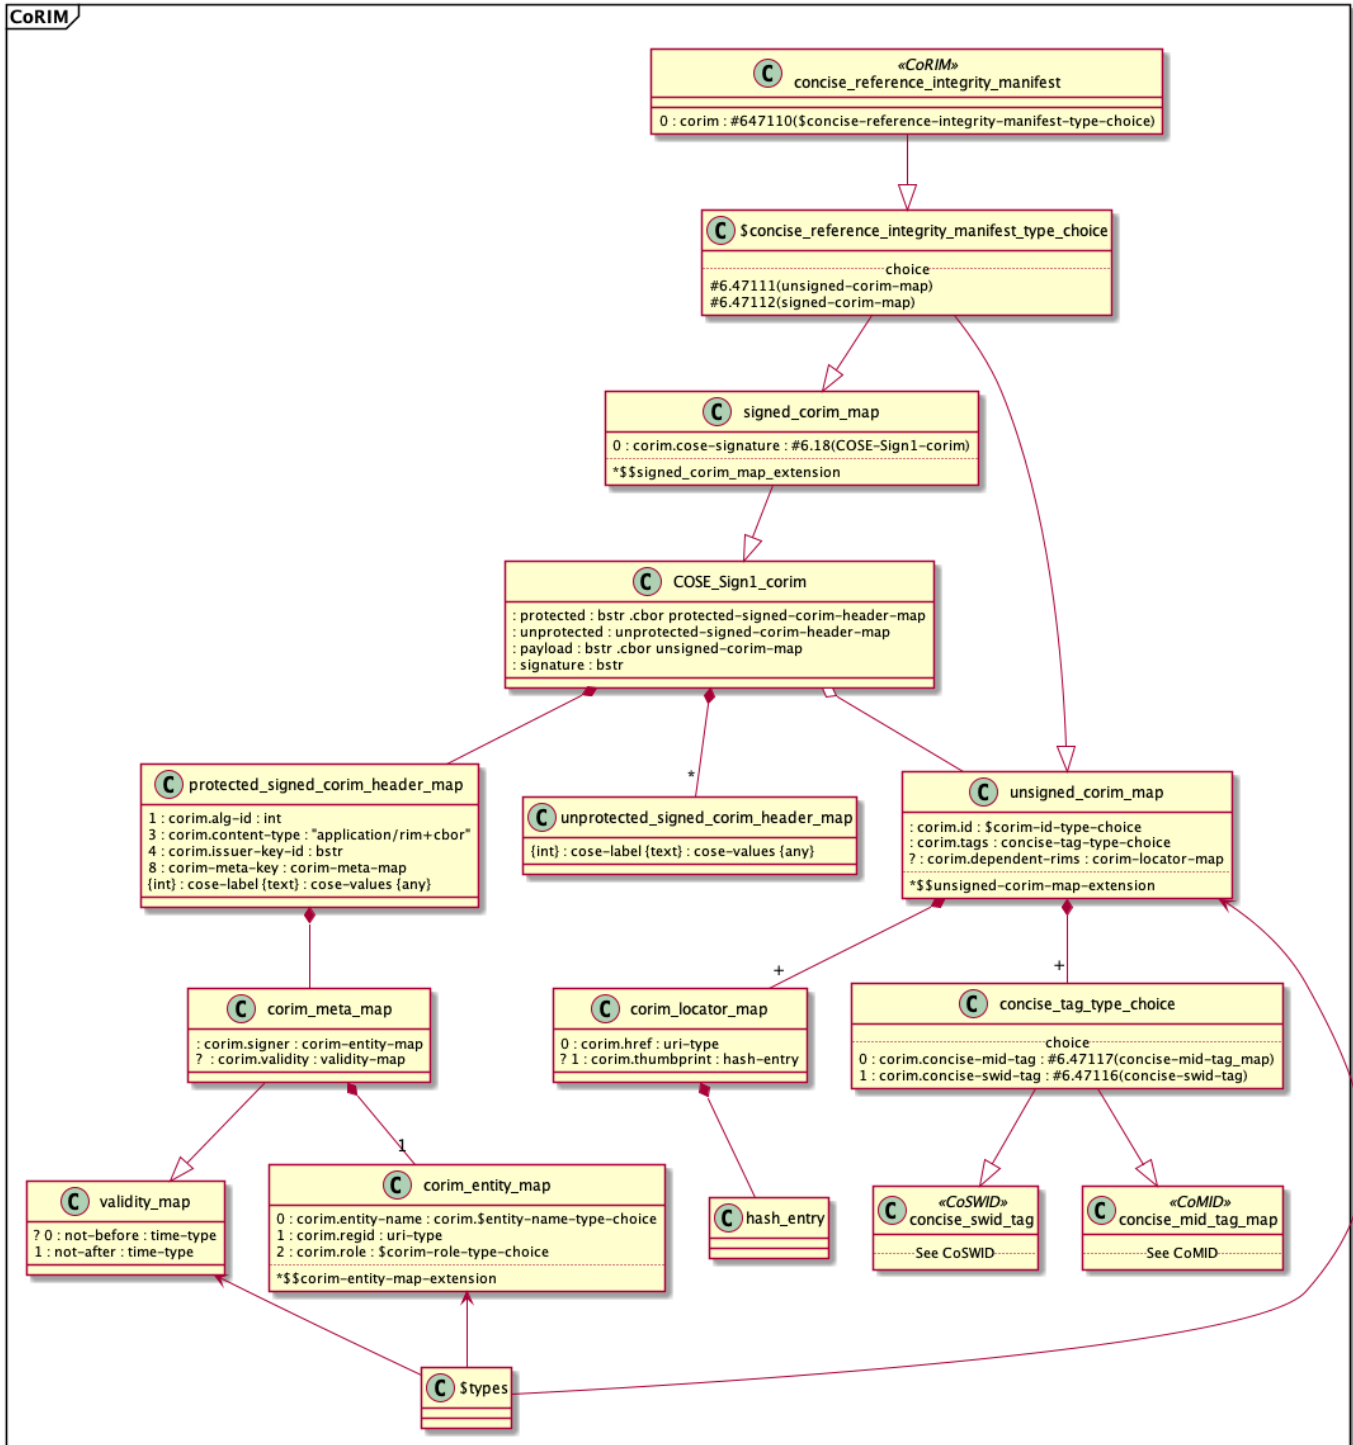 CoRIM
C
«CoRIM»
concise_reference_integrity_manifest
0 : corim : #647110($concise-reference-integrity-manifest-type-choice)
C $concise_reference_integrity_manifest_type_choice
choice
#6.47111(unsigned-corim-map)
#6.47112(signed-corim-map)
C signed_corim_map
0 : corim.cose-signature : #6.18(COSE-Sign1-corim)
*$$signed_corim_map_extension
C COSE_Sign1_corim
: protected : bstr .cbor protected-signed-corim-header-map
: unprotected : unprotected-signed-corim-header-map
: payload : bstr .cbor unsigned-corim-map
: signature : bstr
C protected_signed_corim_header_map
1 : corim.alg-id : int
3 : corim.content-type : "application/rim+cbor"
4 : corim.issuer-key-id : bstr
8 : corim-meta-key : corim-meta-map
{int} : cose-label {text} : cose-values {any}
*
C unprotected_signed_corim_header_map
{int} : cose-label {text} : cose-values {any}
C unsigned_corim_map
: corim.id : $corim-id-type-choice
: corim.tags : concise-tag-type-choice
? : corim.dependent-rims : corim-locator-map
*$$unsigned-corim-map-extension
C corim_meta_map
: corim.signer : corim-entity-map
? : corim.validity : validity-map
+
C corim_locator_map
0 : corim.href : uri-type
? 1 : corim.thumbprint : hash-entry
+
C concise_tag_type_choice
choice
0 : corim.concise-mid-tag : #6.47117(concise-mid-tag_map)
1 : corim.concise-swid-tag : #6.47116(concise-swid-tag)
C validity_map
? 0 : not-before : time-type
1 : not-after : time-type
1
C corim_entity_map
0 : corim.entity-name : corim.$entity-name-type-choice
1 : corim.regid : uri-type
2 : corim.role : $corim-role-type-choice
*$$corim-entity-map-extension
C hash_entry
C
«CoSWID»
concise_swid_tag
See CoSWID
C
«CoMID»
concise_mid_tag_map
See CoMID
C $types